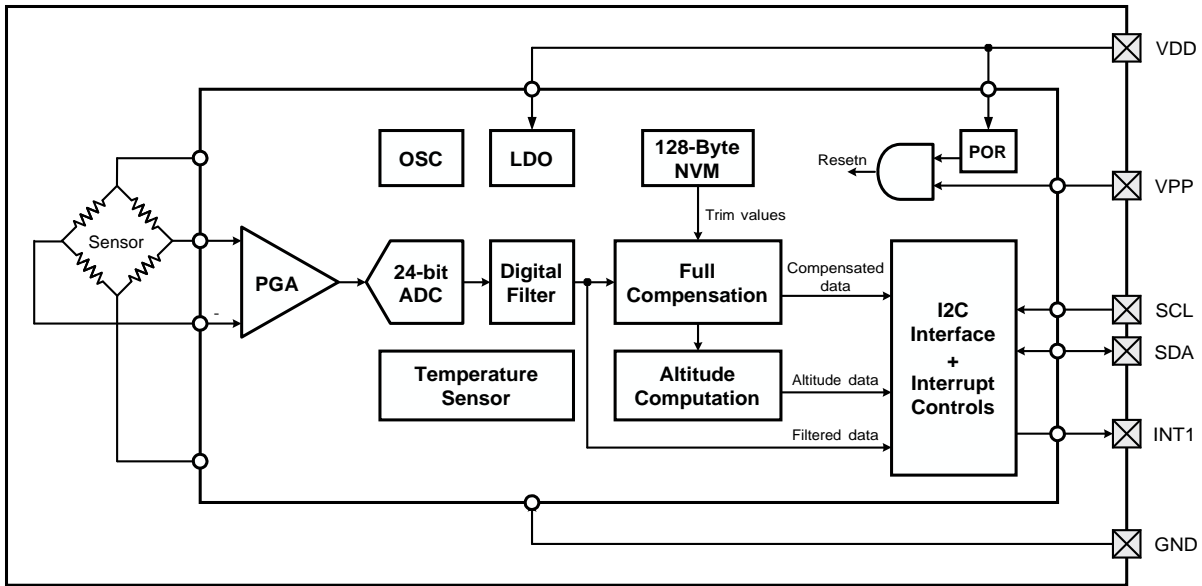 VDD
OSC
LDO
128-Byte
NVM
Resetn
POR
VPP
Trim values
Sensor
PGA
-
24-bit
ADC
Digital
Filter
Full
Compensation
Compensated
data
I2C
Interface
+
Interrupt
Controls
SCL
SDA
Temperature
Sensor
Altitude
Computation
Altitude data
Filtered data
INT1
GND